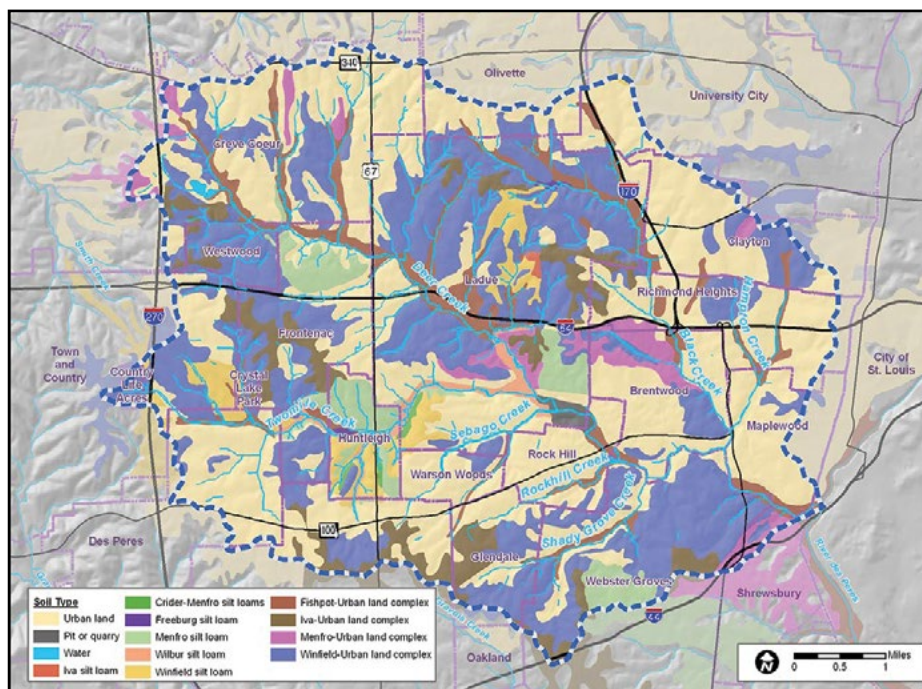 340
Olivette
University City
Creve Coeur
67
170
Clayton
Westwood
Smith Creek
Deer Creek
Ladue
Richmond Heights
Hampton Creek
270
Frontenac
64
Black Creek
Town and Country
Country Life Acres
Crystal Lake Park
City of St. Louis
Brentwood
Twomile Creek
Sebago Creek
Maplewood
Huntleigh
Rock Hill
Warson Woods
Rockhill Creek
100
Shady Grove Creek
Des Peres
Glendale
River des Peres
Webster Groves
Shrewsbury
Oakland
44
Soil Type
Urban land
Pit or quarry
Water
Iva silt loam
Crider-Menfro silt loams
Freeburg silt loam
Menfro silt loam
Wilbur silt loam
Winfield silt loam
Fishpot-Urban land complex
Iva-Urban land complex
Menfro-Urban land complex
Winfield-Urban land complex
Miles
0 0.5 1